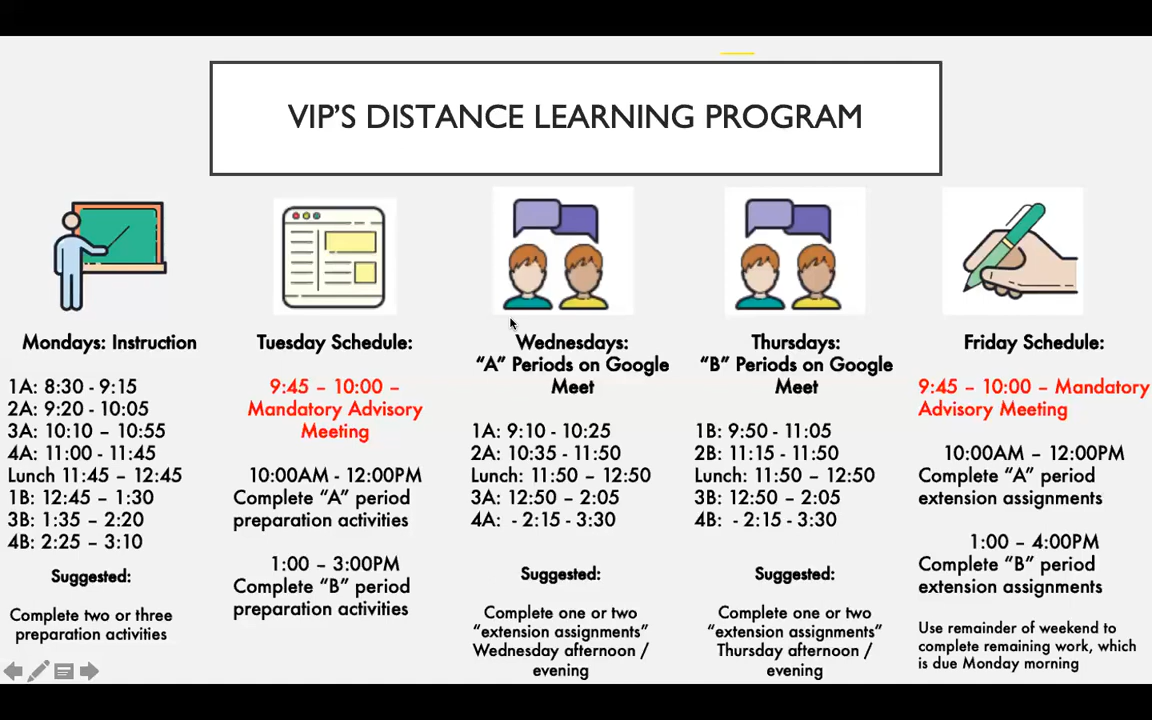 VIP'S DISTANCE LEARNING PROGRAM
Mondays: Instruction
1A: 8:30 - 9:15
2A: 9:20 - 10:05
3A: 10:10 – 10:55
4A: 11:00 - 11:45
Lunch 11:45 – 12:45
1B: 12:45 – 1:30
3B: 1:35 – 2:20
4B: 2:25 – 3:10
Suggested:
Complete two or three
preparation activities
Tuesday Schedule:
9:45 – 10:00 –
Mandatory Advisory
Meeting
10:00AM - 12:00PM
Complete “A” period
preparation activities
1:00 – 3:00PM
Complete “B” period
preparation activities
Wednesdays:
“A” Periods on Google
Meet
1A: 9:10 - 10:25
2A: 10:35 - 11:50
Lunch: 11:50 – 12:50
3A: 12:50 – 2:05
4A: - 2:15 - 3:30
Suggested:
Complete one or two
“extension assignments”
Wednesday afternoon /
evening
Thursdays:
“B” Periods on Google
Meet
1B: 9:50 - 11:05
2B: 11:15 - 11:50
Lunch: 11:50 – 12:50
3B: 12:50 – 2:05
4B: - 2:15 - 3:30
Suggested:
Complete one or two
“extension assignments”
Thursday afternoon /
evening
Friday Schedule:
9:45 – 10:00 – Mandatory
Advisory Meeting
10:00AM – 12:00PM
Complete “A” period
extension assignments
1:00 – 4:00PM
Complete “B” period
extension assignments
Use remainder of weekend to
complete remaining work, which
is due Monday morning